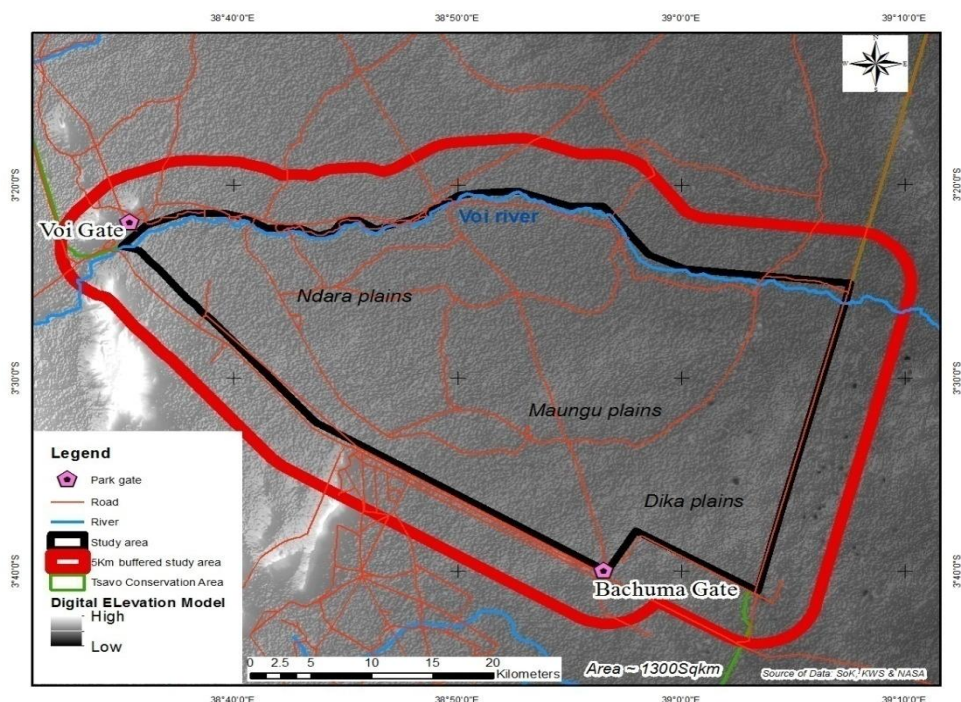 38°40'0"E 38°50'0"E 39°0'0"E 39°10'0"E
N
W E
S
3°20'0"S 3°20'0"S
Voi Gate
Voi river
Ndara plains
3°30'0"S 3°30'0"S
Maungu plains
Dika plains
Legend
Park gate
Road
River
Study area
5Km buffered study area
Tsavo Conservation Area
Digital ELevation Model
High
Low
3°40'0"S 3°40'0"S
Bachuma Gate
0 2.5 5 10 15 20
Kilometers
Area ~ 1300Sqkm
Source of Data: SoK, KWS & NASA
38°40'0"E 38°50'0"E 39°0'0"E 39°10'0"E